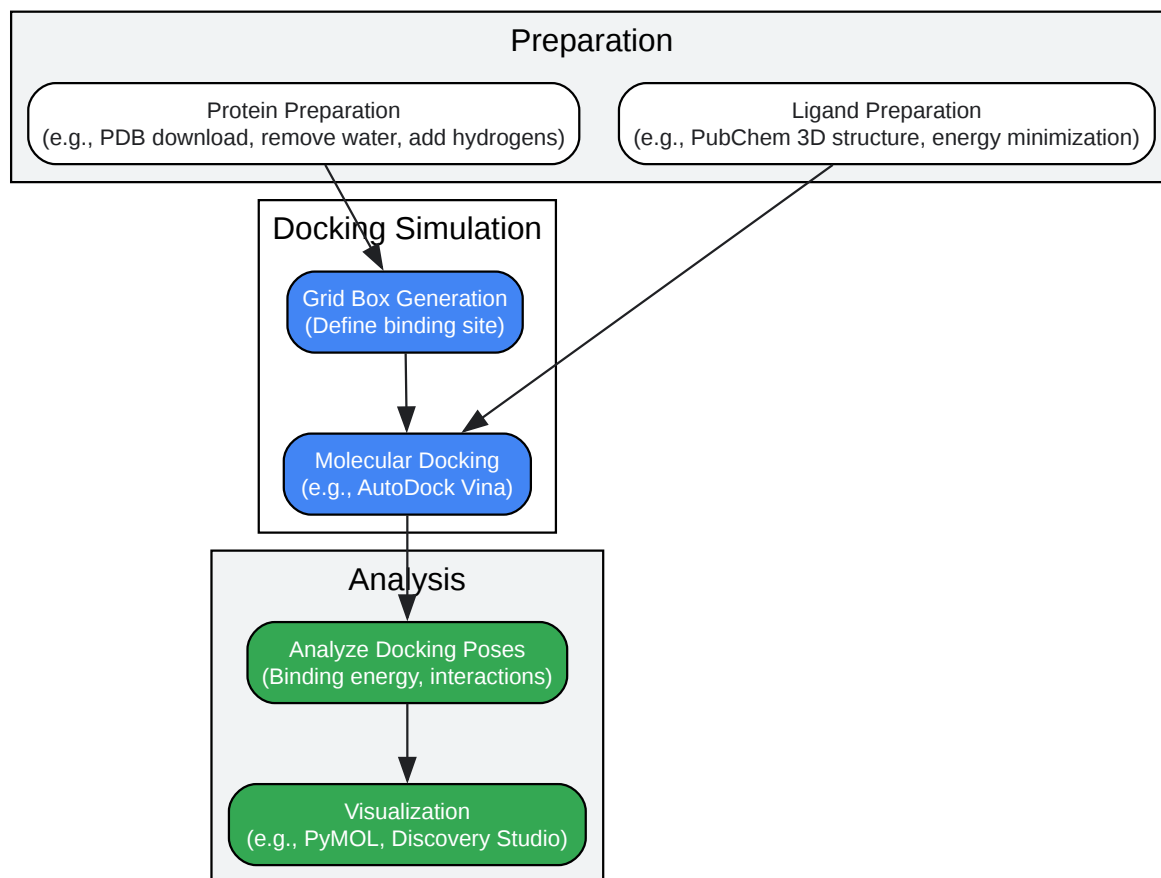 Preparation
Protein Preparation
(e.g., PDB download, remove water, add hydrogens)
Ligand Preparation
(e.g., PubChem 3D structure, energy minimization)
Docking Simulation
Grid Box Generation
(Define binding site)
Molecular Docking
(e.g., AutoDock Vina)
Analysis
Analyze Docking Poses
(Binding energy, interactions)
Visualization
(e.g., PyMOL, Discovery Studio)